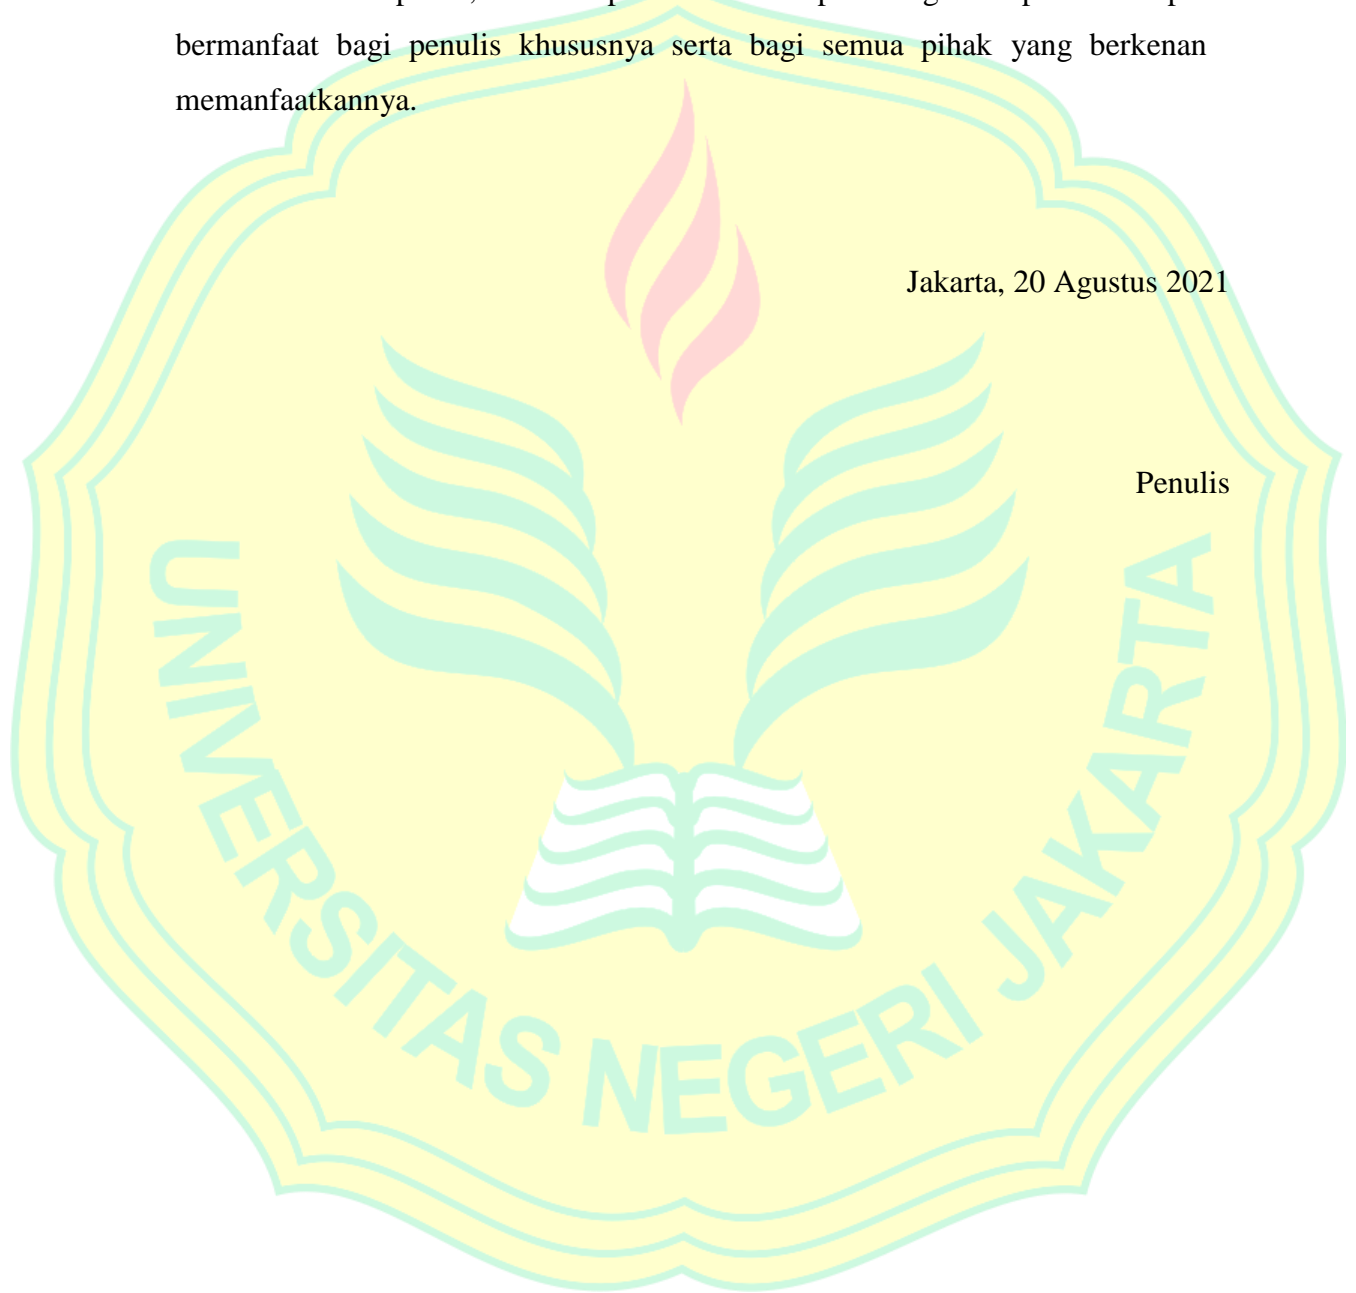 bermanfaat bagi penulis khususnya serta bagi semua pihak yang berkenan
memanfaatkannya.
Jakarta, 20 Agustus 2021
Penulis
UNIVERSITAS NEGERI JAKARTA